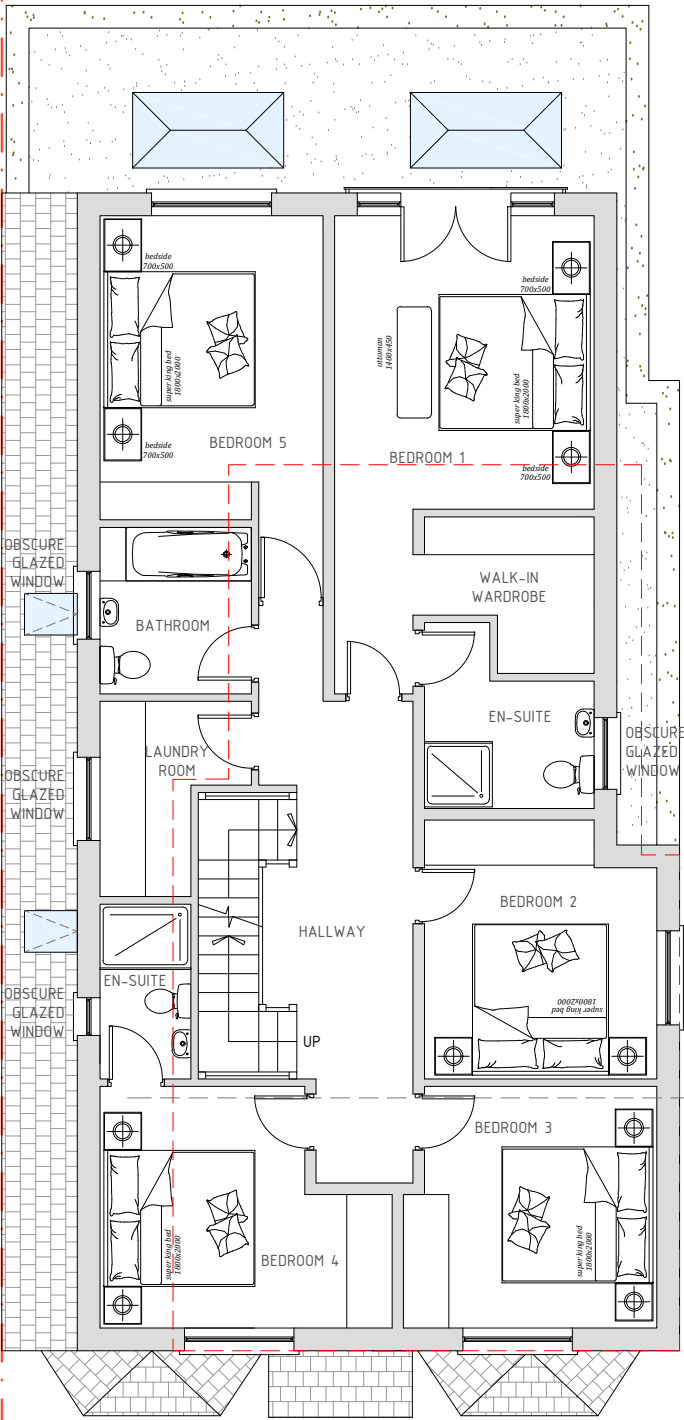 bedside
700x500
bedside
700x500
super king bed
1800x2000
ottoman
1400x450
super king bed
1800x2000
bedside
700x500
BEDROOM 5
BEDROOM 1
bedside
700x500
OBSCURE
GLAZED
WINDOW
WALK-IN
WARDROBE
BATHROOM
EN-SUITE
OBSCURE
GLAZED
WINDOW
LAUNDRY
ROOM
OBSCURE
GLAZED
WINDOW
BEDROOM 2
HALLWAY
EN-SUITE
OBSCURE
GLAZED
WINDOW
super king bed
1800x2000
UP
BEDROOM 3
super king bed
1800x2000
BEDROOM 4
super king bed
1800x2000